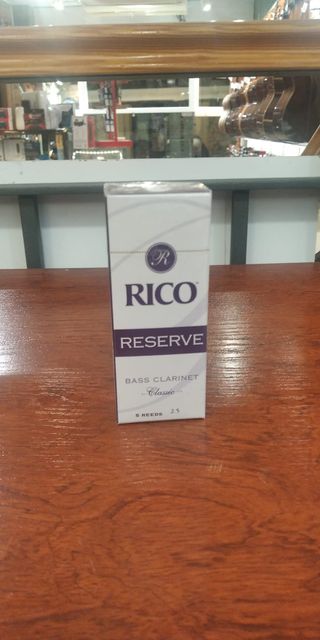 R
RICO
RESERVE
BASS CLARINET
Classic
5 REEDS 2.5